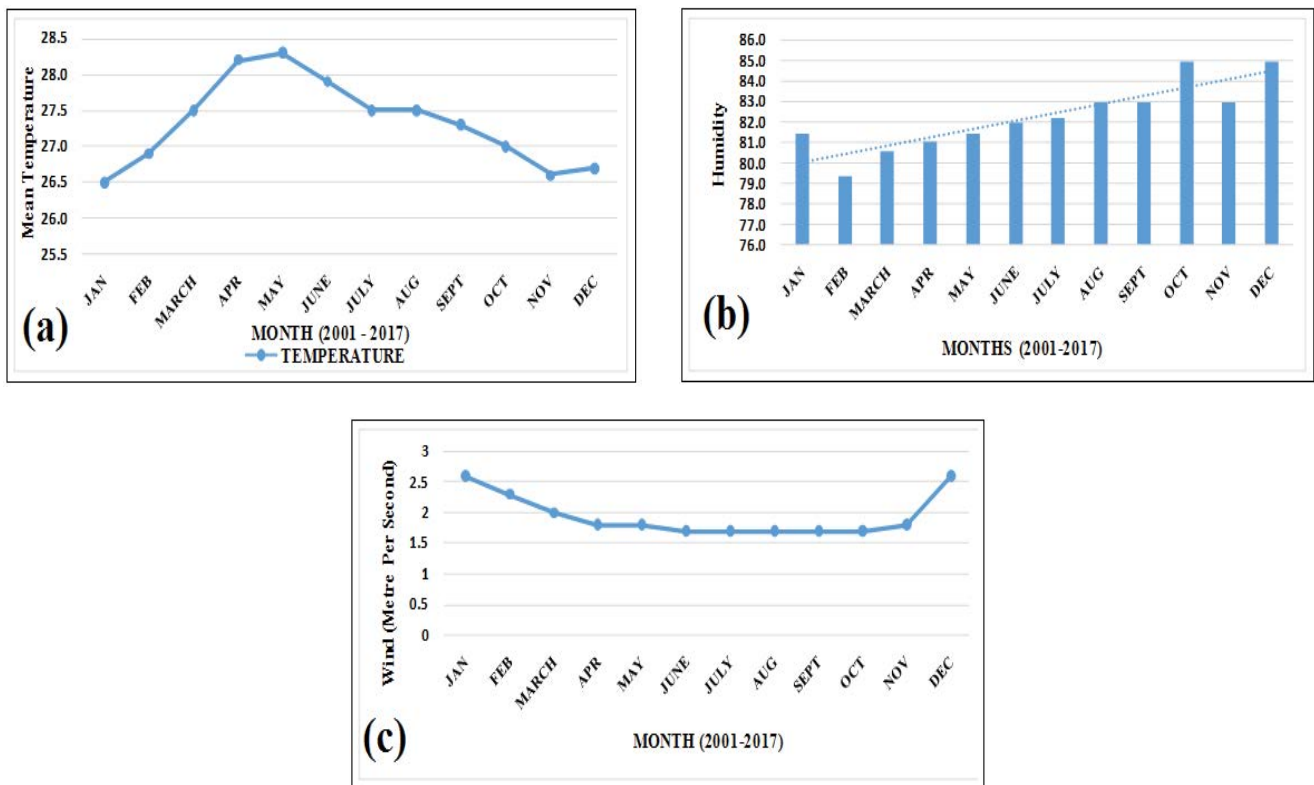 28.5
28.0
27.5
27.0
26.5
26.0
25.5
Mean Temperature
JAN FEB MARCH APR MAY JUNE JULY AUG SEPT OCT NOV DEC
MONTH (2001 - 2017)
TEMPERATURE
(a)
86.0
85.0
84.0
83.0
82.0
81.0
80.0
79.0
78.0
77.0
76.0
Humidity
JAN FEB MARCH APR MAY JUNE JULY AUG SEPT OCT NOV DEC
MONTHS (2001-2017)
(b)
3
2.5
2
1.5
1
0.5
0
Wind (Metre Per Second)
JAN FEB MARCH APR MAY JUNE JULY AUG SEPT OCT NOV DEC
MONTH (2001-2017)
(c)